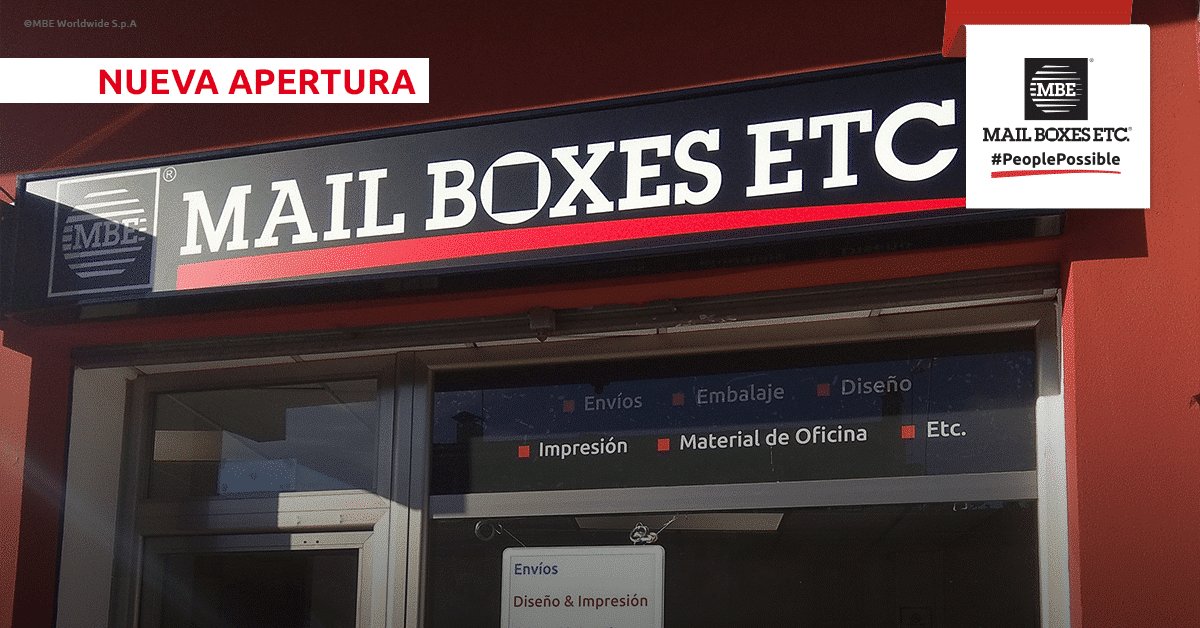 ©MBE Worldwide S.p.A
NUEVA APERTURA
MBE®
MAIL BOXES ETC.®
#PeoplePossible
MBE®
MAIL BOXES ETC
Envíos Embalaje Diseño
Impresión Material de Oficina Etc.
Envíos
Diseño & Impresión